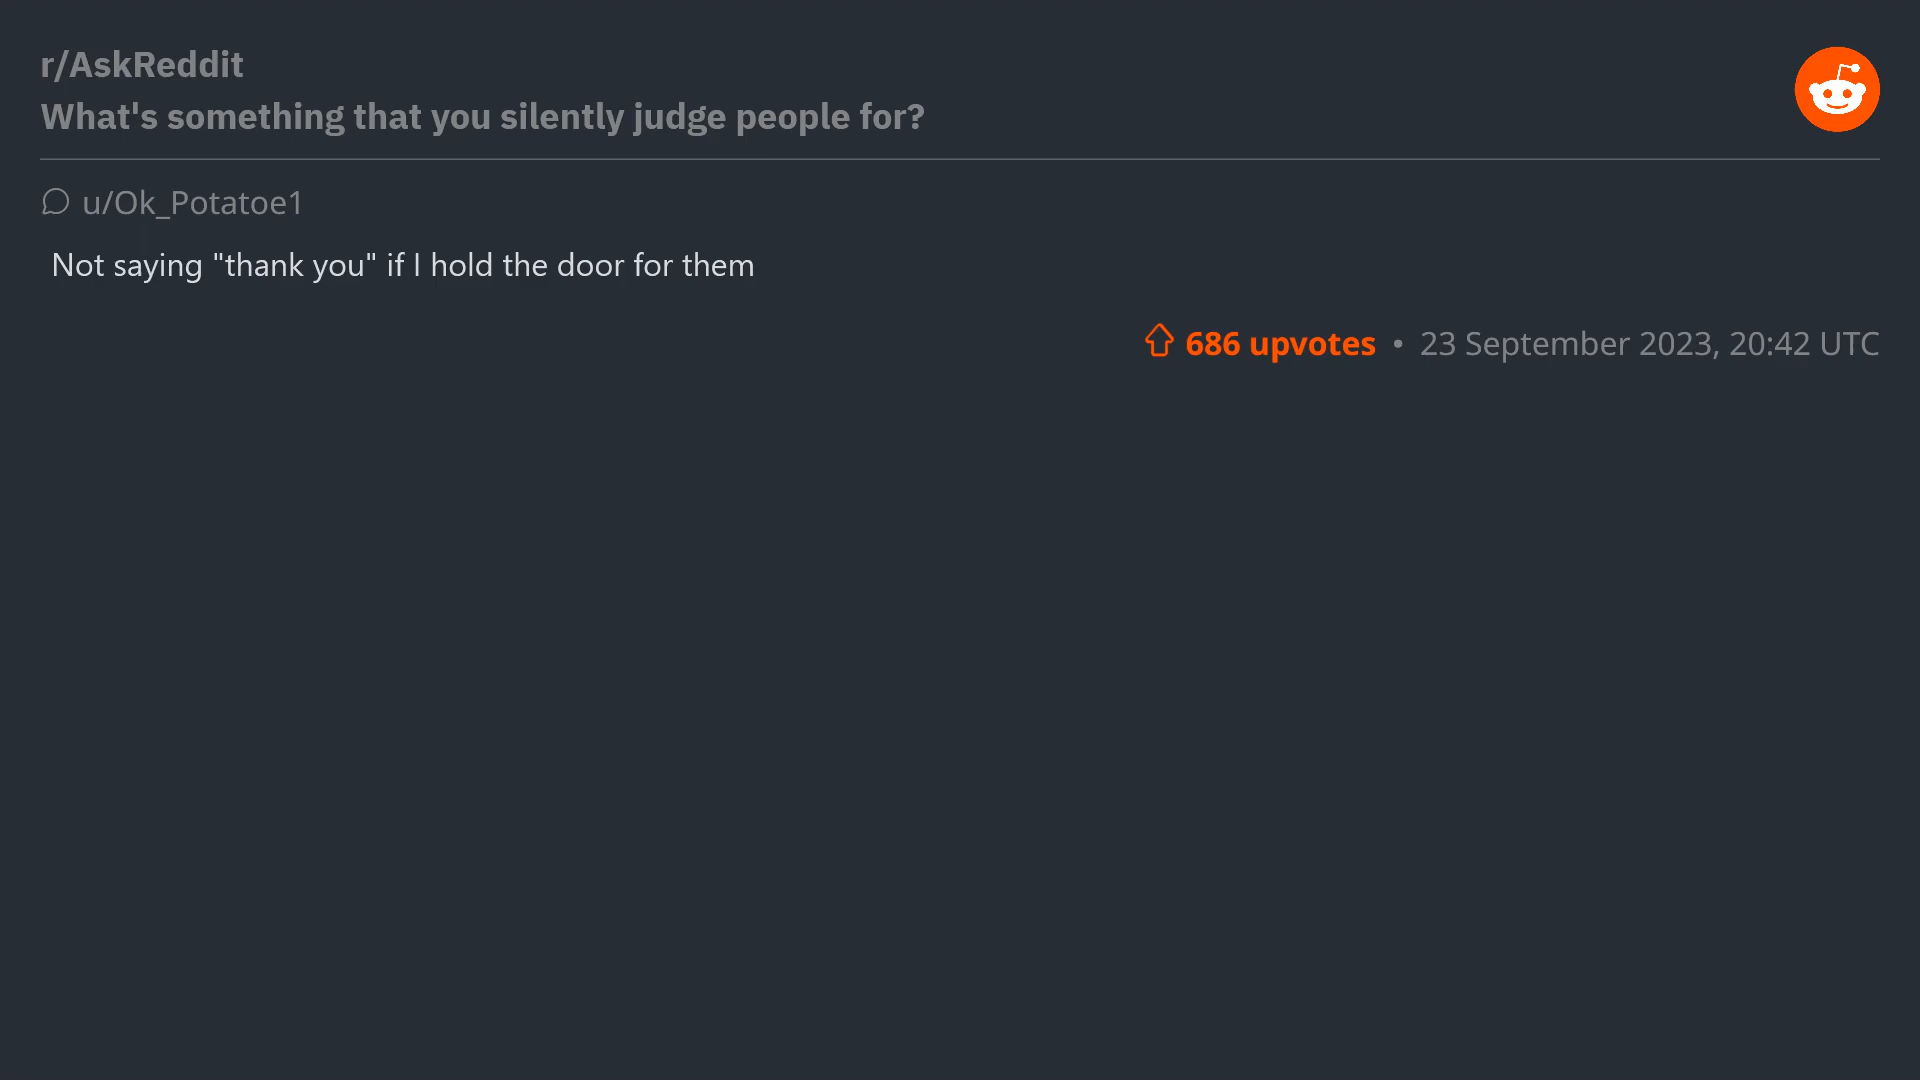 r/AskReddit
What's something that you silently judge people for?
u/Ok_Potatoe1
Not saying "thank you" if I hold the door for them
686 upvotes • 23 September 2023, 20:42 UTC